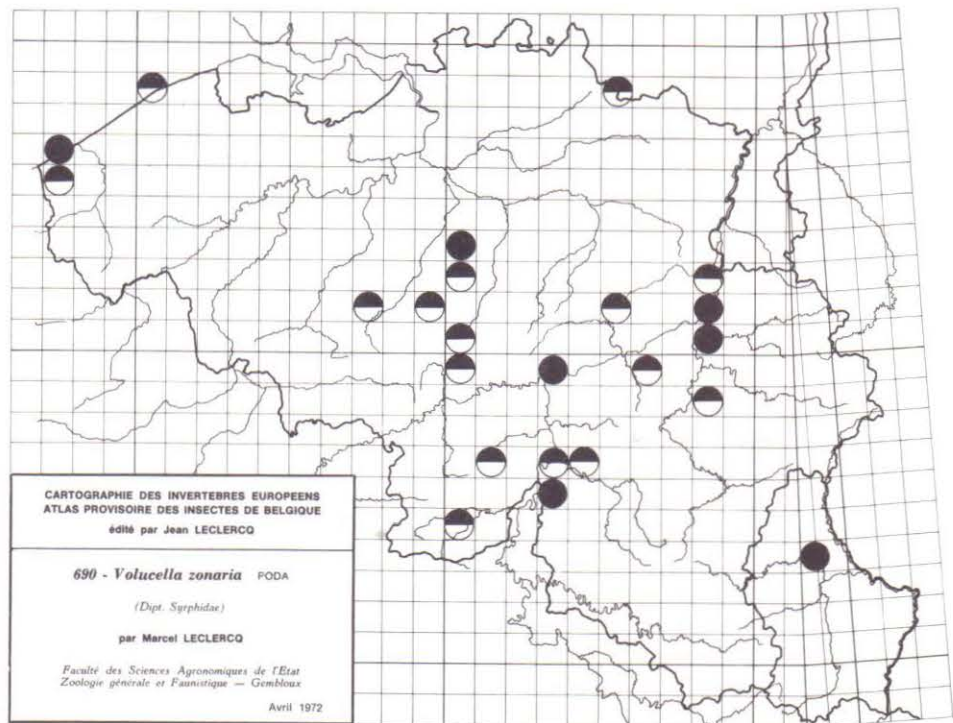 CARTOGRAPHIE DES INVERTEBRES EUROPEENS
ATLAS PROVISOIRE DES INSECTES DE BELGIQUE
édité par Jean LECLERCQ
690 - Volucella zonaria PODA
(Dipt. Syrphidae)
par Marcel LECLERCQ
Faculté des Sciences Agronomiques de l'Etat
Zoologie générale et Faunistique — Gembloux
Avril 1972